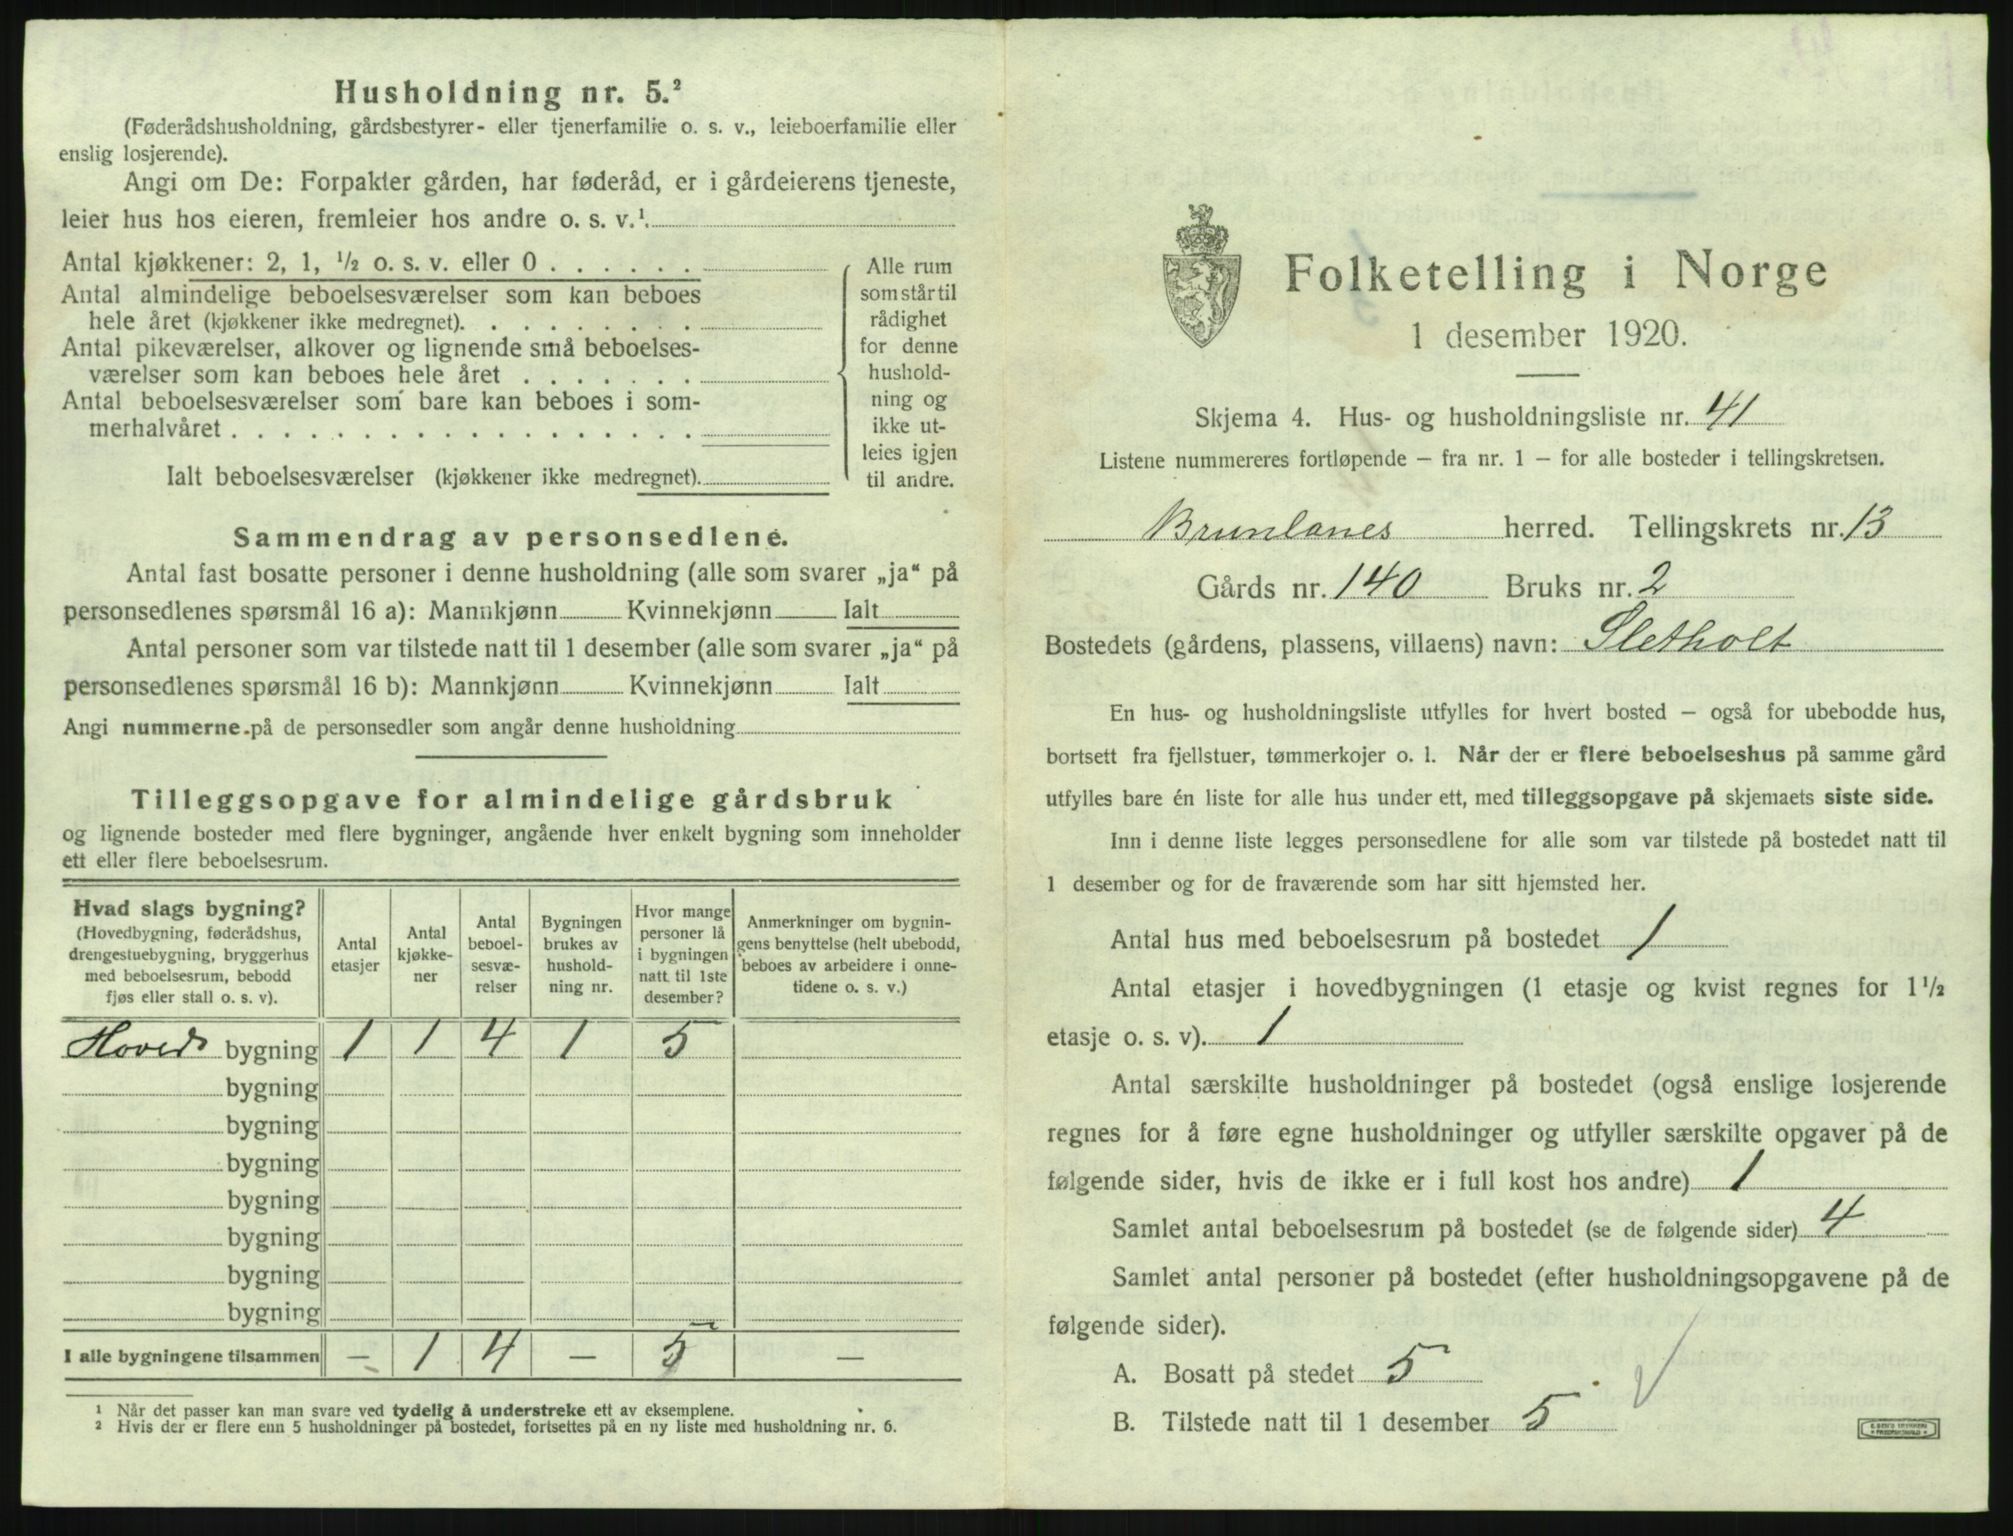 Husholdning nr. 5.²
(Føderådshusholdning, gårdsbestyrer- eller tjenerfamilie o. s. v., leieboerfamilie eller
enslig losjerende).
Angi om De: Forpakter gården, har føderåd, er i gårdeierens tjeneste,
leier hus hos eieren, fremleier hos andre o. s. v.¹.
Antal kjøkkener: 2, 1, ½ o. s. v. eller 0 . . . . . .
Antal almindelige beboelsesværelser som kan beboes
hele året (kjøkkener ikke medregnet). . . . . . . . .
Antal pikeværelser, alkover og lignende små beboelses-
værelser som kan beboes hele året . . . . . . .
Antal beboelsesværelser som bare kan beboes i som-
merhalvåret . . . . . . . . . . . . . . . . . .
Ialt beboelsesværelser (kjøkkener ikke medregnet).
Alle rum
som står til
rådighet
for denne
hushold-
ning og
ikke ut-
leies igjen
til andre.
Sammendrag av personsedlene.
Antal fast bosatte personer i denne husholdning (alle som svarer „ja“ på
personsedlenes spørsmål 16 a): Mannkjønn Kvinnekjønn Ialt
Antal personer som var tilstede natt til 1 desember (alle som svarer „ja“ på
personsedlenes spørsmål 16 b): Mannkjønn Kvinnekjønn Ialt
Angi nummerne på de personsedler som angår denne husholdning
Tilleggsopgave for almindelige gårdsbruk
og lignende bosteder med flere bygninger, angående hver enkelt bygning som inneholder
ett eller flere beboelsesrum.
Hvad slags bygning?
(Hovedbygning, føderådshus,
drengestuebygning, bryggerhus
med beboelsesrum, bebodd
fjøs eller stall o. s. v).
Antal
etasjer
Antal
kjøkke-
ner
Antal
beboel-
sesvæ-
relser
Bygningen
brukes av
hushold-
ning nr.
Hvor mange
personer lå
i bygningen
natt til 1ste
desember?
Anmerkninger om bygnin-
gens benyttelse (helt ubebodd,
beboes av arbeidere i onne-
tidene o. s. v.)
Hoved bygning 1 1 4 1 5
bygning
bygning
bygning
bygning
bygning
bygning
bygning
I alle bygningene tilsammen — 1 4 — 5 —
¹ Når det passer kan man svare ved tydelig å understreke ett av eksemplene.
² Hvis der er flere enn 5 husholdninger på bostedet, fortsettes på en ny liste med husholdning nr. 6.
Folketelling i Norge
1 desember 1920.
Skjema 4. Hus- og husholdningsliste nr. 41
Listene nummereres fortløpende — fra nr. 1 — for alle bosteder i tellingskretsen.
Brunlanes herred. Tellingskrets nr. 13
Gårds nr. 140 Bruks nr. 2
Bostedets (gårdens, plassens, villaens) navn: Sletholt
En hus- og husholdningsliste utfylles for hvert bosted — også for ubebodde hus,
bortsett fra fjellstuer, tømmerkojer o. l. Når der er flere beboelseshus på samme gård
utfylles bare én liste for alle hus under ett, med tilleggsopgave på skjemaets siste side.
Inn i denne liste legges personsedlene for alle som var tilstede på bostedet natt til
1 desember og for de fraværende som har sitt hjemsted her.
Antal hus med beboelsesrum på bostedet 1
Antal etasjer i hovedbygningen (1 etasje og kvist regnes for 1½
etasje o. s. v). 1
Antal særskilte husholdninger på bostedet (også enslige losjerende
regnes for å føre egne husholdninger og utfyller særskilte opgaver på de
følgende sider, hvis de ikke er i full kost hos andre) 1
Samlet antal beboelsesrum på bostedet (se de følgende sider) 4
Samlet antal personer på bostedet (efter husholdningsopgavene på de
følgende sider).
A. Bosatt på stedet 5
B. Tilstede natt til 1 desember 5